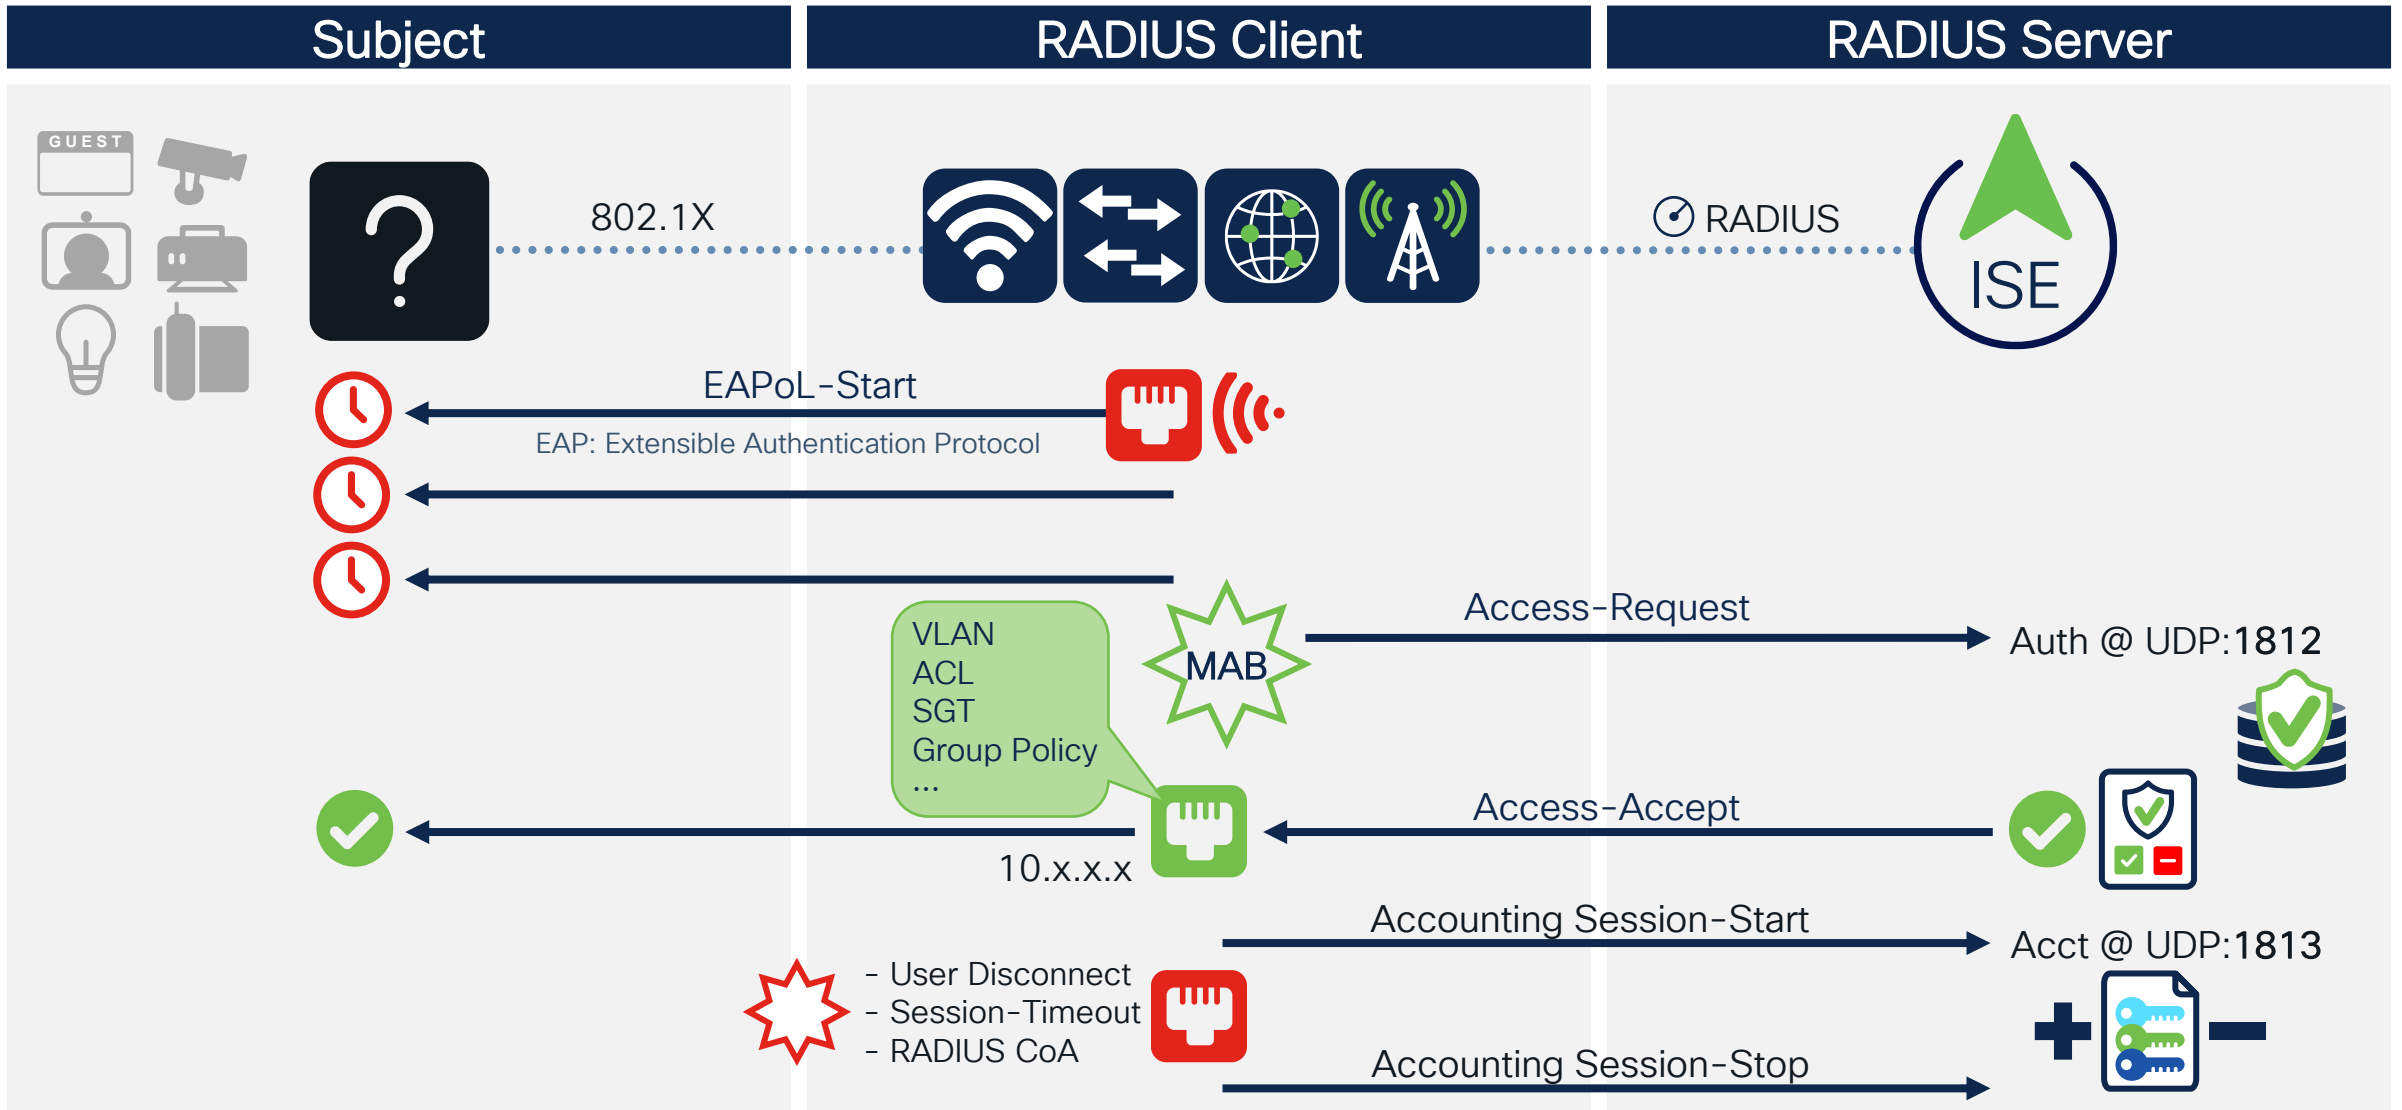 Subject
RADIUS Client
RADIUS Server
GUEST
802.1X
RADIUS
ISE
EAPoL-Start
EAP: Extensible Authentication Protocol
Access-Request
Auth @ UDP:1812
VLAN
ACL
SGT
Group Policy
...
MAB
Access-Accept
10.x.x.x
Accounting Session-Start
Acct @ UDP:1813
- User Disconnect
- Session-Timeout
- RADIUS CoA
Accounting Session-Stop